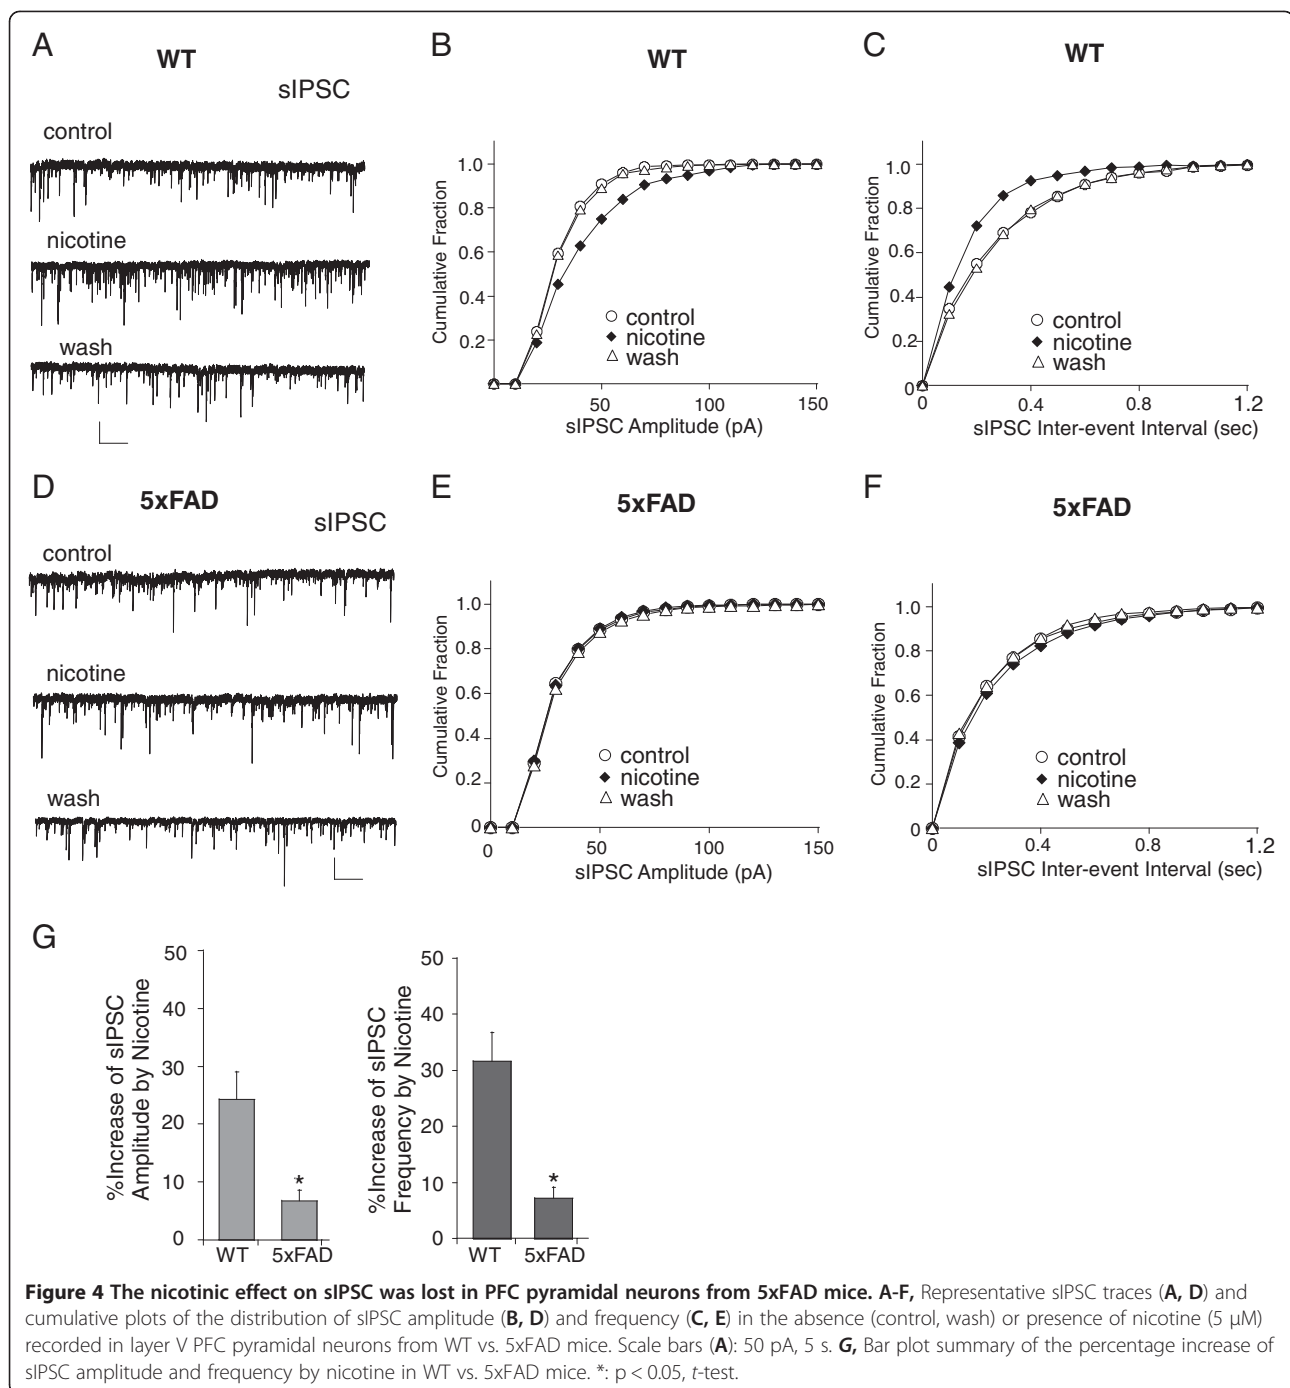 A
WT
sIPSC
control
nicotine
wash
B
WT
Cumulative Fraction
1.0
0.8
0.6
0.4
0.2
control
nicotine
wash
50
100
150
sIPSC Amplitude (pA)
C
WT
Cumulative Fraction
1.0
0.8
0.6
0.4
0.2
0
control
nicotine
wash
0
0.4
0.8
1.2
sIPSC Inter-event Interval (sec)
D
5xFAD
sIPSC
control
nicotine
wash
E
5xFAD
Cumulative Fraction
1.0
0.8
0.6
0.4
0.2
0
control
nicotine
wash
0
50
100
150
sIPSC Amplitude (pA)
F
5xFAD
Cumulative Fraction
1.0
0.8
0.6
0.4
0.2
0
control
nicotine
wash
0
0.4
0.8
1.2
sIPSC Inter-event Interval (sec)
G
%Increase of sIPSC
Amplitude by Nicotine
50
40
30
20
10
0
*
WT
5xFAD
%Increase of sIPSC
Frequency by Nicotine
50
40
30
20
10
0
*
WT
5xFAD
Figure 4 The nicotinic effect on sIPSC was lost in PFC pyramidal neurons from 5xFAD mice. A-F, Representative sIPSC traces (A, D) and
cumulative plots of the distribution of sIPSC amplitude (B, D) and frequency (C, E) in the absence (control, wash) or presence of nicotine (5 μM)
recorded in layer V PFC pyramidal neurons from WT vs. 5xFAD mice. Scale bars (A): 50 pA, 5 s. G, Bar plot summary of the percentage increase of
sIPSC amplitude and frequency by nicotine in WT vs. 5xFAD mice. *: p < 0.05, t-test.